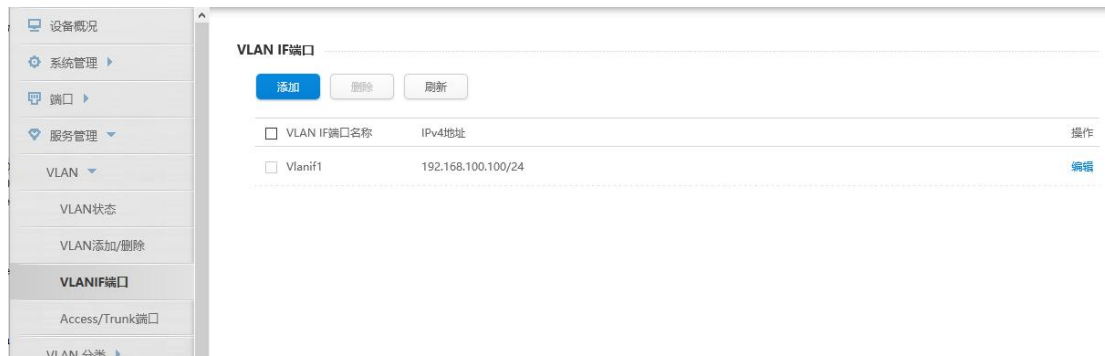 设备概况
系统管理
端口
服务管理
VLAN
VLAN状态
VLAN添加/删除
VLANIF端口
Access/Trunk端口
VLAN 分类
VLAN IF端口
添加 删除 刷新
VLAN IF端口名称 IPv4地址 操作
Vlanif1 192.168.100.100/24 编辑